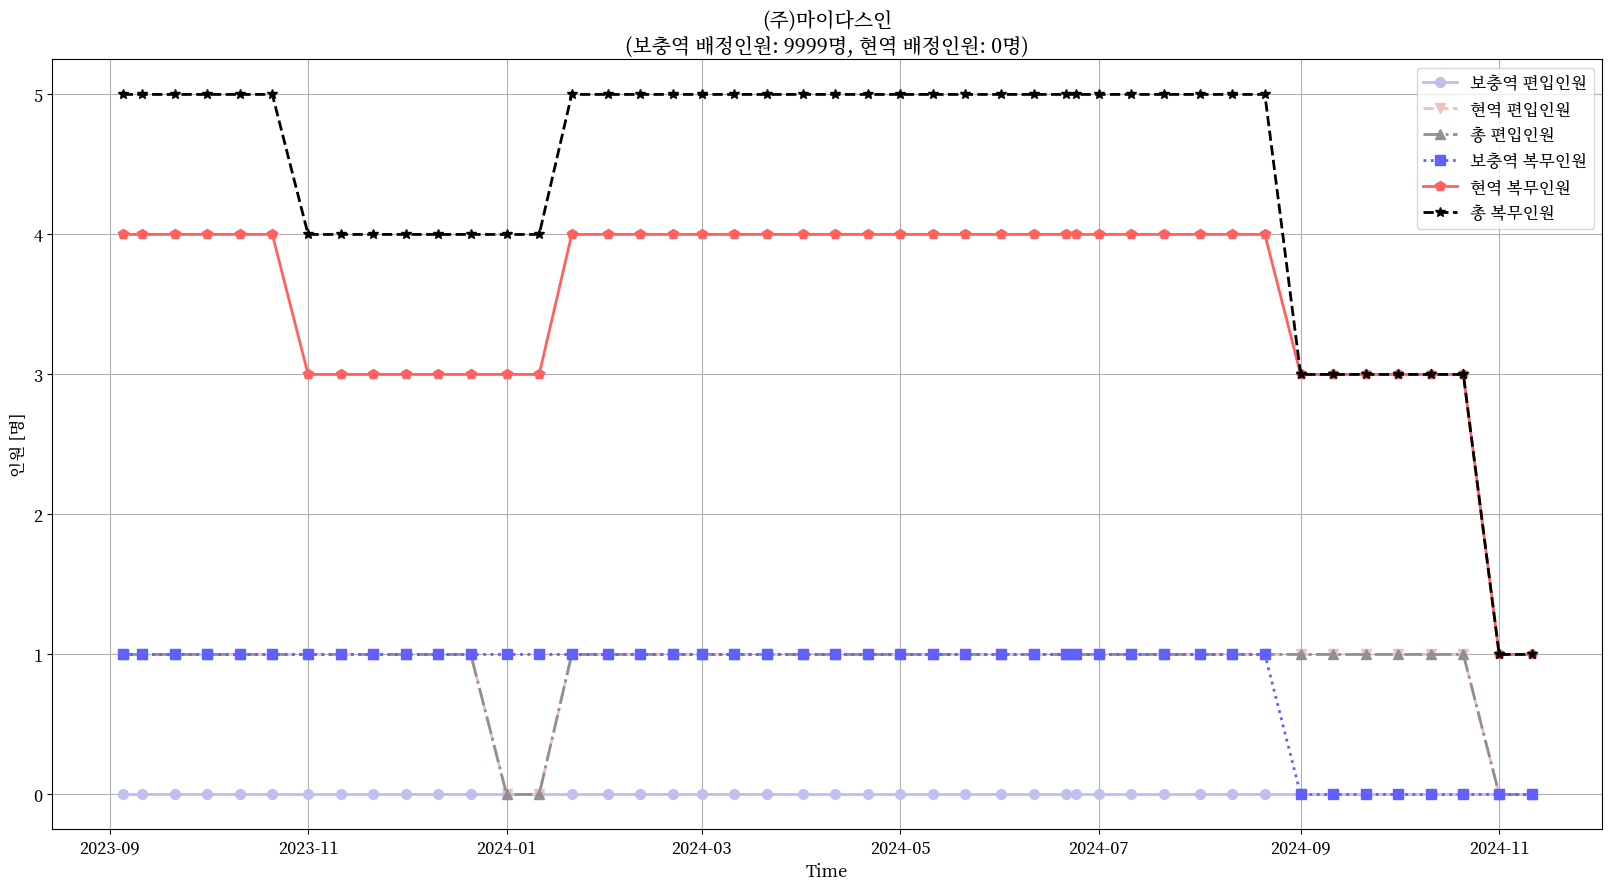 (주)마이다스인
(보충역 배정인원: 9999명, 현역 배정인원: 0명)
보충역 편입인원
현역 편입인원
총 편입인원
보충역 복무인원
현역 복무인원
총 복무인원
인원 [명]
5
4
3
2
1
0
2023-09
2023-11
2024-01
2024-03
2024-05
2024-07
2024-09
2024-11
Time